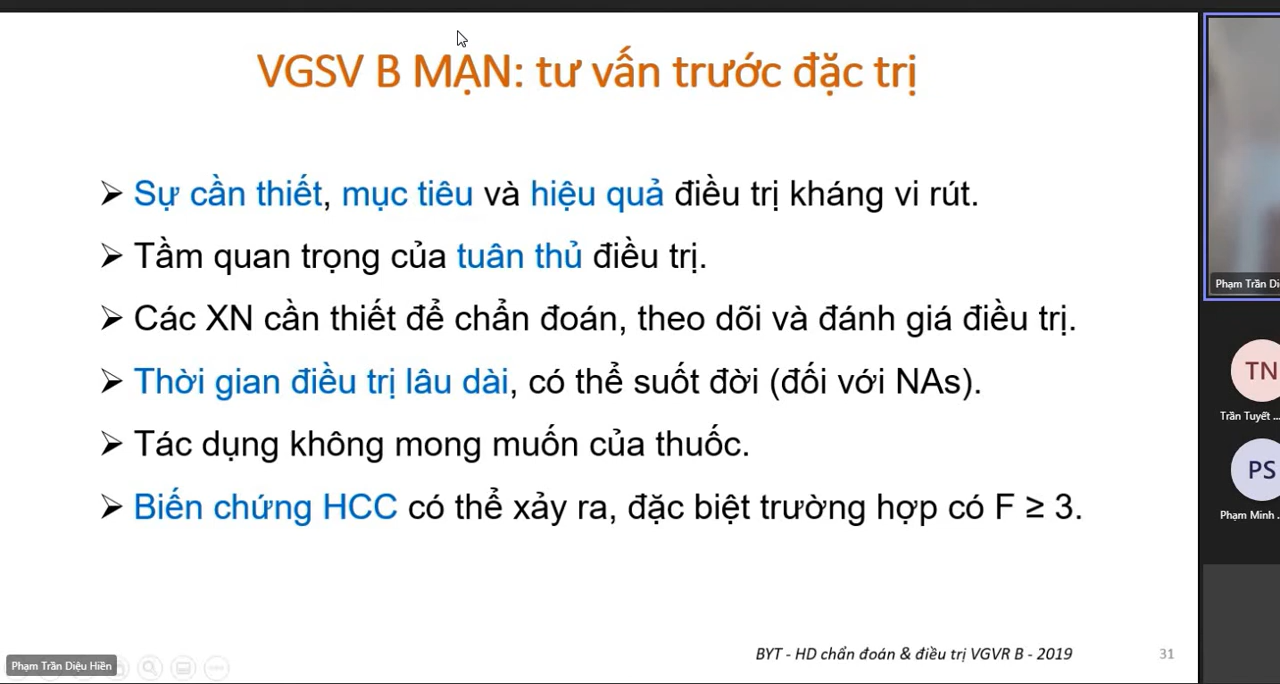 VGSV B MẠN: tư vấn trước đặc trị
➢ Sự cần thiết, mục tiêu và hiệu quả điều trị kháng vi rút.
➢ Tầm quan trọng của tuân thủ điều trị.
➢ Các XN cần thiết để chẩn đoán, theo dõi và đánh giá điều trị.
➢ Thời gian điều trị lâu dài, có thể suốt đời (đối với NAs).
➢ Tác dụng không mong muốn của thuốc.
➢ Biến chứng HCC có thể xảy ra, đặc biệt trường hợp có F ≥ 3.
BYT - HD chẩn đoán & điều trị VGVR B - 2019
31
Phạm Trần Diệu Hiền
Phạm Trần Di
TN
Trần Tuyết ...
PS
Phạm Minh ...